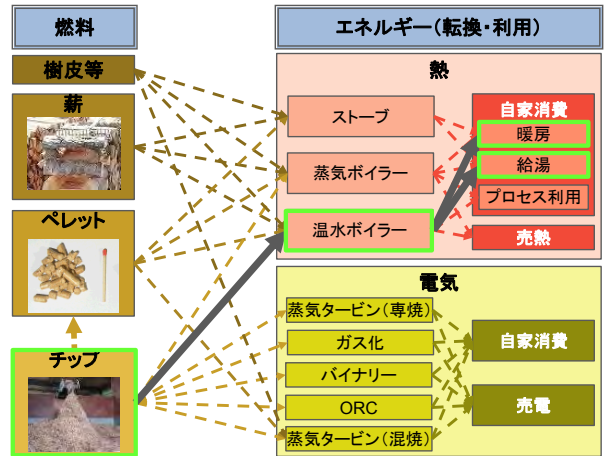 燃料
エネルギー(転換・利用)
樹皮等
薪
ペレット
チップ
熱
ストーブ
蒸気ボイラー
温水ボイラー
自家消費
暖房
給湯
プロセス利用
売熱
電気
蒸気タービン(専焼)
ガス化
バイナリー
ORC
蒸気タービン(混焼)
自家消費
売電